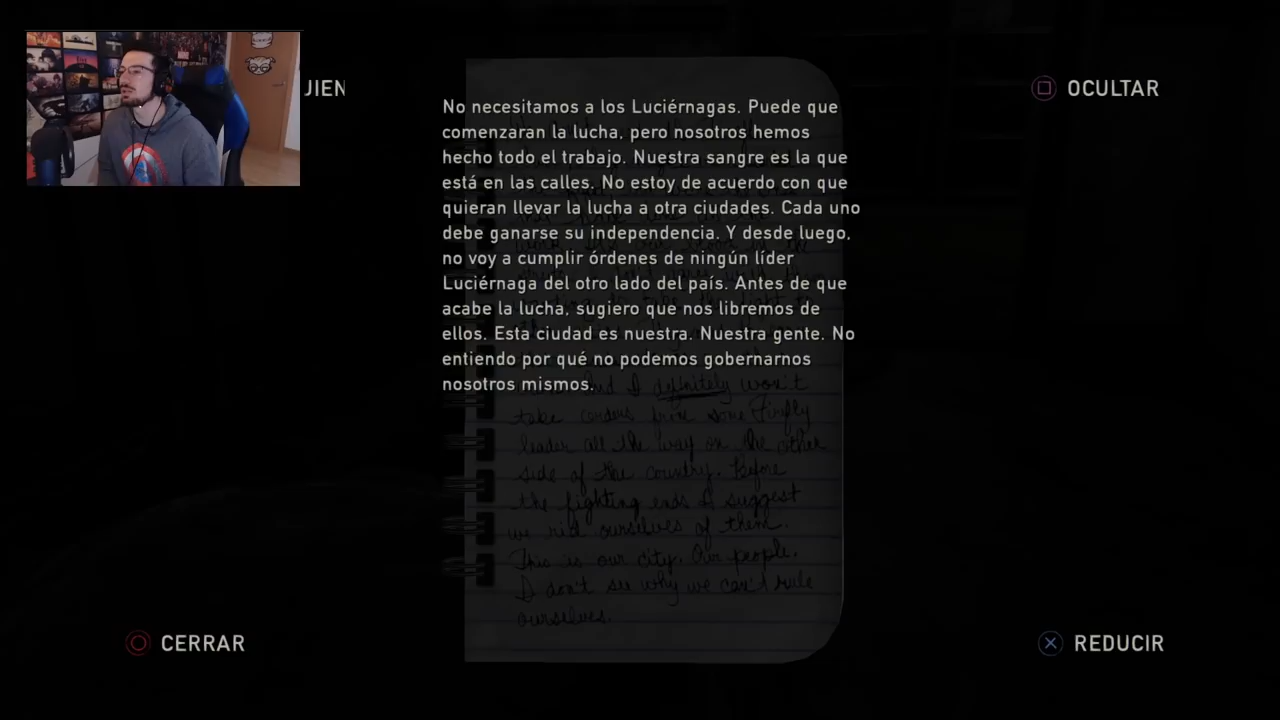 JIEN
OCULTAR
No necesitamos a los Luciérnagas. Puede que
comenzaran la lucha, pero nosotros hemos
hecho todo el trabajo. Nuestra sangre es la que
está en las calles. No estoy de acuerdo con que
quieran llevar la lucha a otra ciudades. Cada uno
debe ganarse su independencia. Y desde luego,
no voy a cumplir órdenes de ningún líder
Luciérnaga del otro lado del país. Antes de que
acabe la lucha, sugiero que nos libremos de
ellos. Esta ciudad es nuestra. Nuestra gente. No
entiendo por qué no podemos gobernarnos
nosotros mismos.
And I definitely won't
take orders from some Firefly
leader all the way on the other
side of the country. Before
the fighting ends I suggest
we rid ourselves of them.
This is our city. Our people.
I don't see why we can't rule
ourselves.
CERRAR
REDUCIR